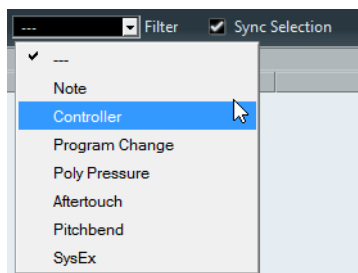 --- Filter Sync Selection
---
Note
Controller
Program Change
Poly Pressure
Aftertouch
Pitchbend
SysEx